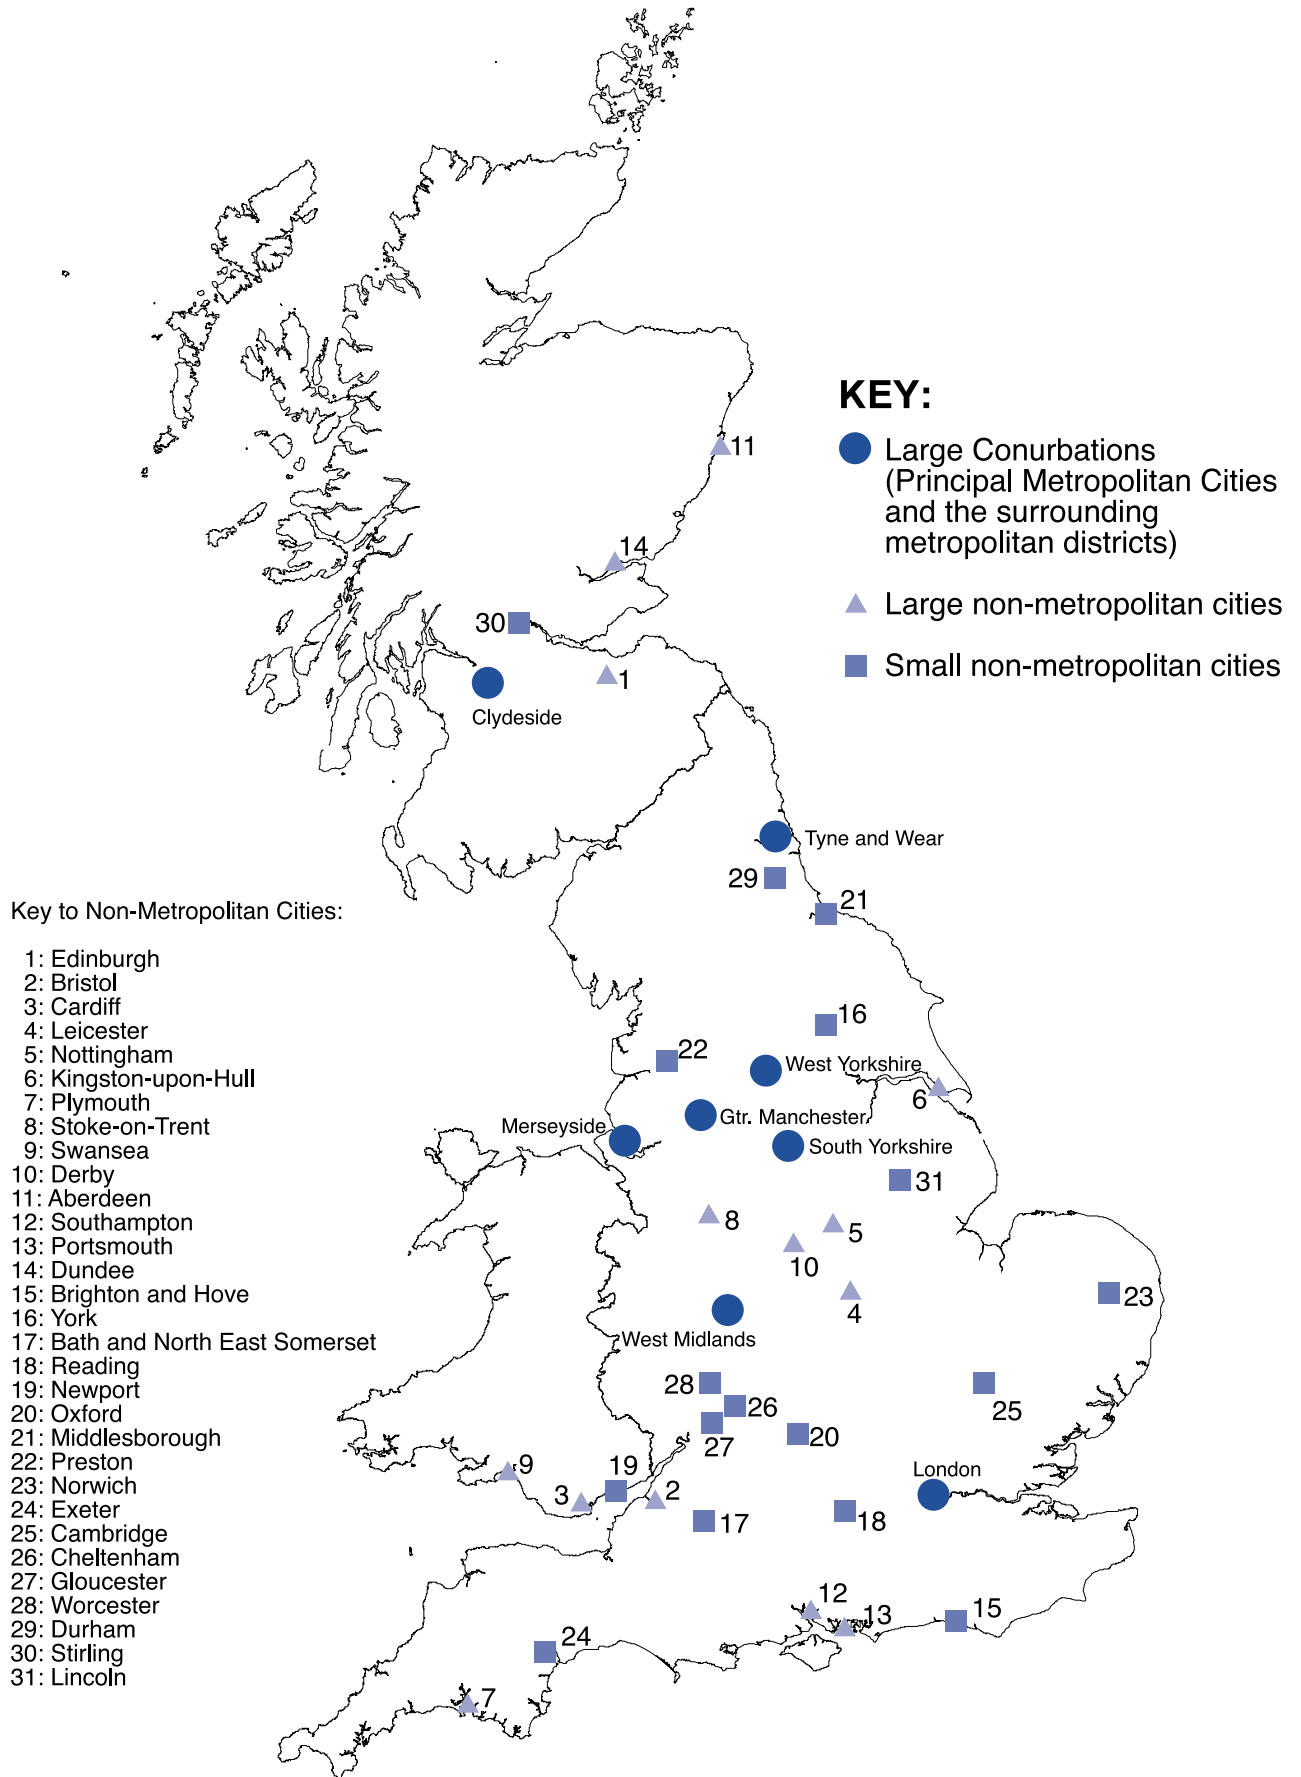 KEY:
Large Conurbations
(Principal Metropolitan Cities
and the surrounding
metropolitan districts)
Large non-metropolitan cities
Small non-metropolitan cities
11
14
30
1
Clydeside
Tyne and Wear
29
21
16
22
West Yorkshire
6
Gtr. Manchester
Merseyside
South Yorkshire
31
8
5
10
4
23
West Midlands
28
26
25
27
20
9
19
London
3
2
17
18
12
13
15
24
7
Key to Non-Metropolitan Cities:
1: Edinburgh
2: Bristol
3: Cardiff
4: Leicester
5: Nottingham
6: Kingston-upon-Hull
7: Plymouth
8: Stoke-on-Trent
9: Swansea
10: Derby
11: Aberdeen
12: Southampton
13: Portsmouth
14: Dundee
15: Brighton and Hove
16: York
17: Bath and North East Somerset
18: Reading
19: Newport
20: Oxford
21: Middlesborough
22: Preston
23: Norwich
24: Exeter
25: Cambridge
26: Cheltenham
27: Gloucester
28: Worcester
29: Durham
30: Stirling
31: Lincoln